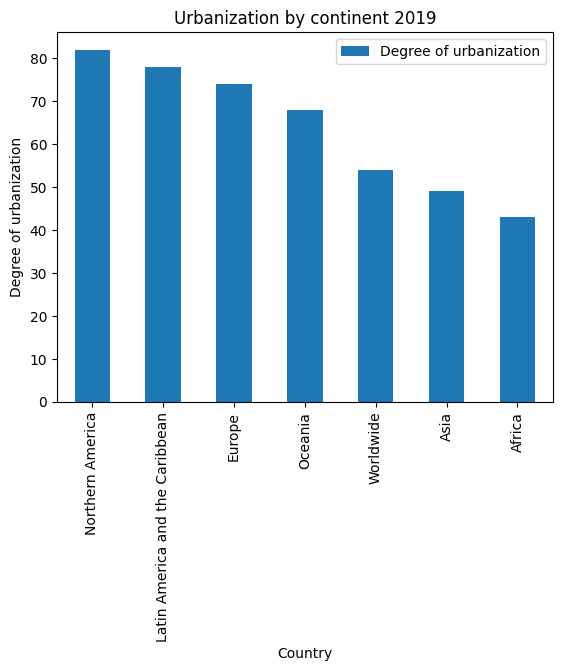 Urbanization by continent 2019
Degree of urbanization
Degree of urbanization
80
70
60
50
40
30
20
10
0
Northern America
Latin America and the Caribbean
Europe
Oceania
Worldwide
Asia
Africa
Country